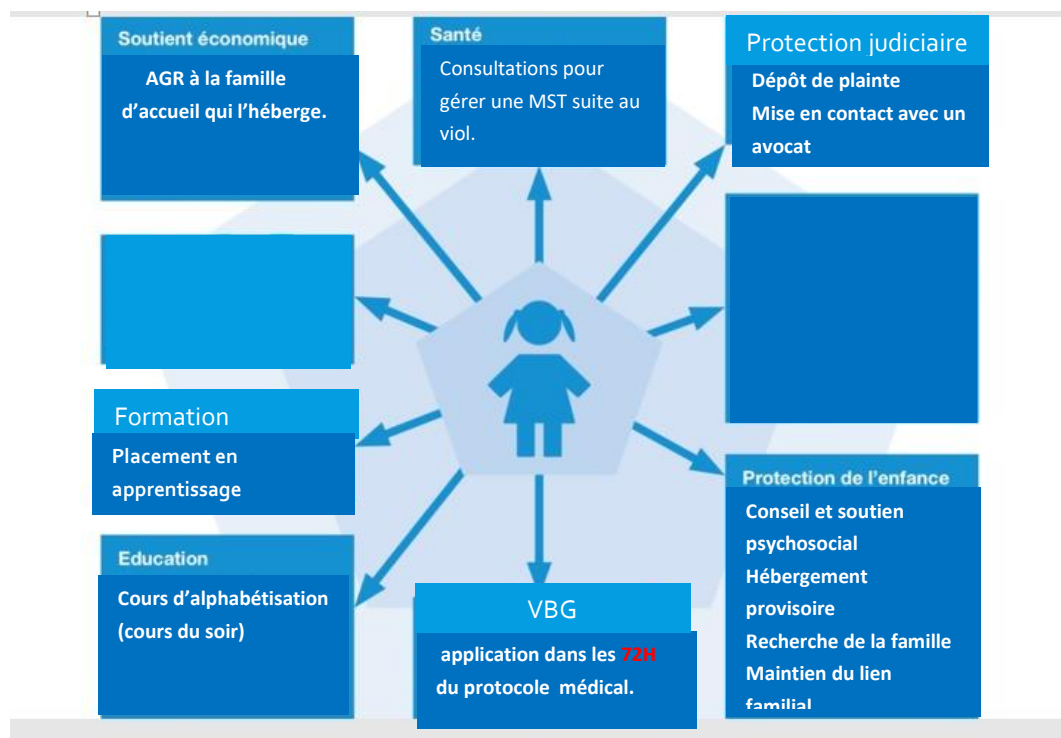 Soutient économique
AGR à la famille
d’accueil qui l’héberge.
Santé
Consultations pour
gérer une MST suite au
viol.
Protection judiciaire
Dépôt de plainte
Mise en contact avec un
avocat
Formation
Placement en
apprentissage
Education
Cours d’alphabétisation
(cours du soir)
VBG
application dans les 72H
du protocole médical.
Protection de l’enfance
Conseil et soutien
psychosocial
Hébergement
provisoire
Recherche de la famille
Maintien du lien
familial